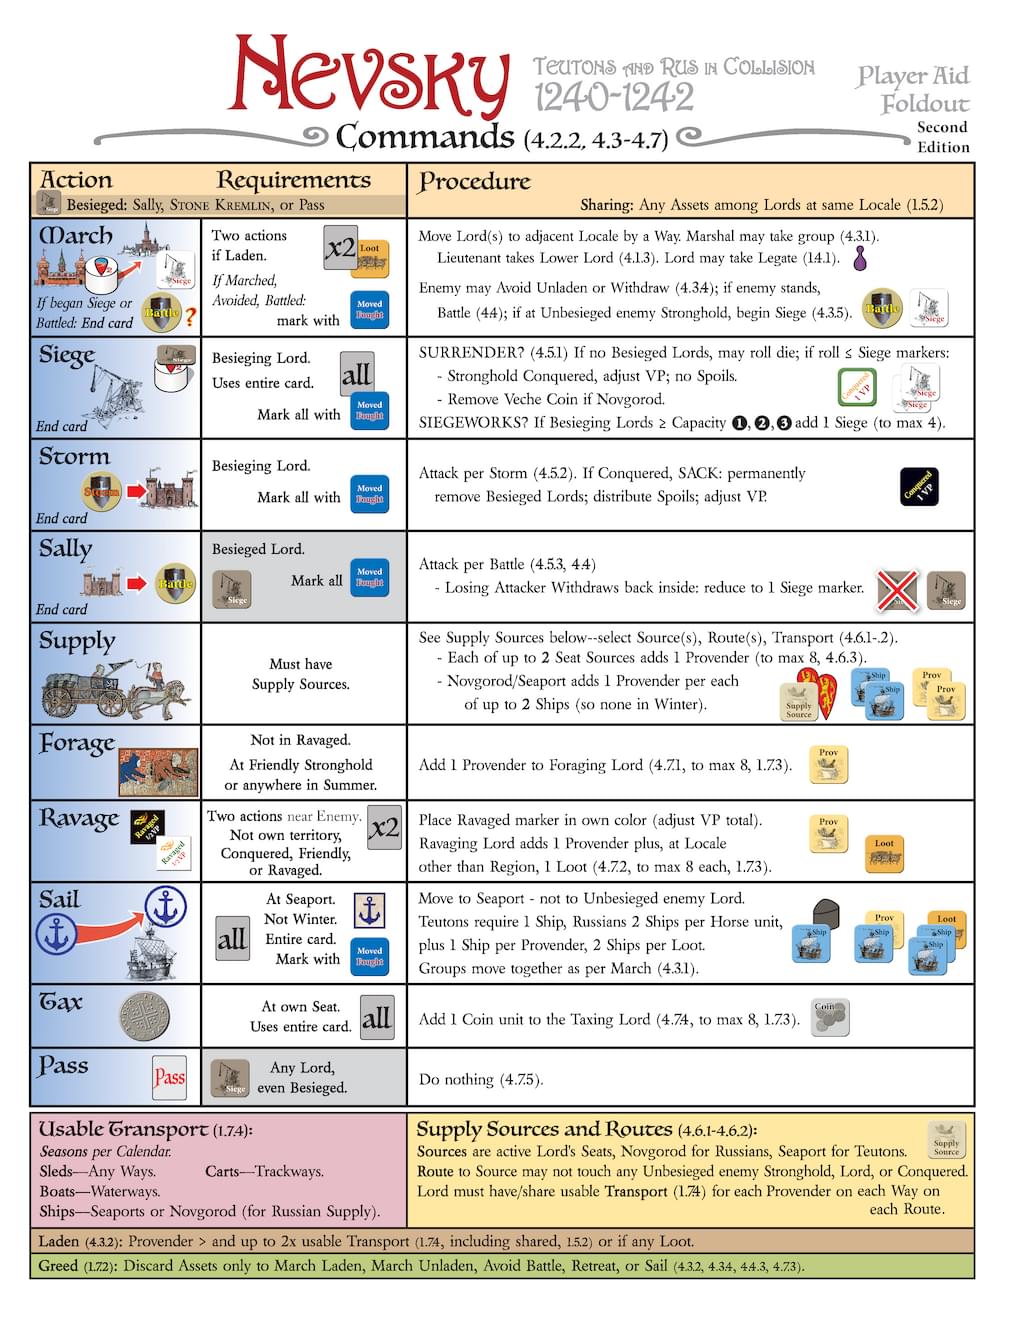 Nevsky
Teutons and Rus in Collision
1240-1242
Player Aid
Foldout
Second
Edition
Commands (4.2.2, 4.3-4.7)
Action
Requirements
Procedure
Siege
Besieged: Sally, Stone Kremlin, or Pass
Sharing: Any Assets among Lords at same Locale (1.5.2)
March
Siege
If began Siege or
Battled: End card
Battle
?
Two actions
if Laden.
x2
Loot
If Marched,
Avoided, Battled:
mark with
Moved
Fought
Move Lord(s) to adjacent Locale by a Way. Marshal may take group (4.3.1).
Lieutenant takes Lower Lord (4.1.3). Lord may take Legate (1.4.1).
Enemy may Avoid Unladen or Withdraw (4.3.4); if enemy stands,
Battle (4.4); if at Unbesieged enemy Stronghold, begin Siege (4.3.5).
Battle
Siege
Siege
Siege
End card
Besieging Lord.
Uses entire card.
all
Mark all with
Moved
Fought
SURRENDER? (4.5.1) If no Besieged Lords, may roll die; if roll ≤ Siege markers:
- Stronghold Conquered, adjust VP; no Spoils.
- Remove Veche Coin if Novgorod.
Conquered
1 VP
Siege
Siege
SIEGEWORKS? If Besieging Lords ≥ Capacity 1, 2, 3 add 1 Siege (to max 4).
Storm
Storm
End card
Besieging Lord.
Mark all with
Moved
Fought
Attack per Storm (4.5.2). If Conquered, SACK: permanently
remove Besieged Lords; distribute Spoils; adjust VP.
Conquered
1 VP
Sally
Battle
End card
Besieged Lord.
Siege
Mark all
Moved
Fought
Attack per Battle (4.5.3, 4.4)
- Losing Attacker Withdraws back inside: reduce to 1 Siege marker.
Siege
Supply
Must have
Supply Sources.
See Supply Sources below--select Source(s), Route(s), Transport (4.6.1-.2).
- Each of up to 2 Seat Sources adds 1 Provender (to max 8, 4.6.3).
- Novgorod/Seaport adds 1 Provender per each
of up to 2 Ships (so none in Winter).
Supply
Source
Ship
Ship
Prov
Prov
Forage
Not in Ravaged.
At Friendly Stronghold
or anywhere in Summer.
Add 1 Provender to Foraging Lord (4.7.1, to max 8, 1.7.3).
Prov
Ravage
Ravaged
1/2 VP
Ravaged
1/2 VP
Two actions near Enemy.
Not own territory,
Conquered, Friendly,
or Ravaged.
x2
Place Ravaged marker in own color (adjust VP total).
Ravaging Lord adds 1 Provender plus, at Locale
other than Region, 1 Loot (4.7.2, to max 8 each, 1.7.3).
Prov
Loot
Sail
At Seaport.
Not Winter.
Entire card.
Mark with
all
Moved
Fought
Move to Seaport - not to Unbesieged enemy Lord.
Teutons require 1 Ship, Russians 2 Ships per Horse unit,
plus 1 Ship per Provender, 2 Ships per Loot.
Groups move together as per March (4.3.1).
Ship
Prov
Ship
Loot
Ship
Ship
Tax
At own Seat.
Uses entire card.
all
Add 1 Coin unit to the Taxing Lord (4.7.4, to max 8, 1.7.3).
Coin
Pass
Pass
Siege
Any Lord,
even Besieged.
Do nothing (4.7.5).
Usable Transport (1.7.4):
Seasons per Calendar.
Sleds—Any Ways. Carts—Trackways.
Boats—Waterways.
Ships—Seaports or Novgorod (for Russian Supply).
Supply Sources and Routes (4.6.1-4.6.2):
Sources are active Lord's Seats, Novgorod for Russians, Seaport for Teutons.
Route to Source may not touch any Unbesieged enemy Stronghold, Lord, or Conquered.
Lord must have/share usable Transport (1.7.4) for each Provender on each Way on
each Route.
Supply
Source
Laden (4.3.2): Provender > and up to 2x usable Transport (1.7.4, including shared, 1.5.2) or if any Loot.
Greed (1.7.2): Discard Assets only to March Laden, March Unladen, Avoid Battle, Retreat, or Sail (4.3.2, 4.3.4, 4.4.3, 4.7.3).